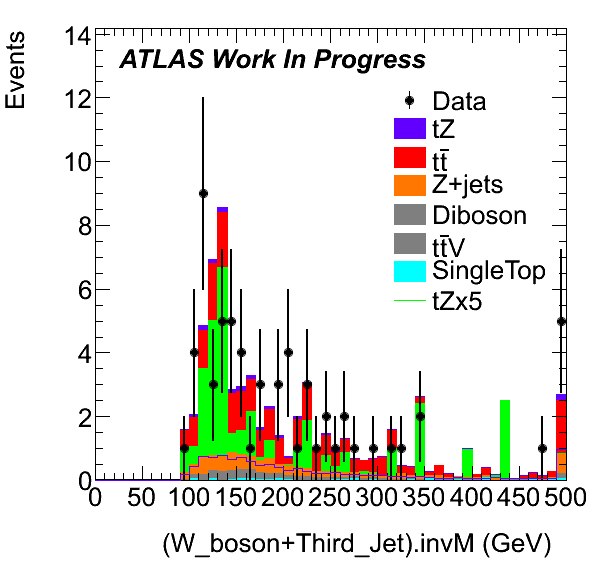 Events
14
12
10
8
6
4
2
0
ATLAS Work In Progress
Data
tZ
tt̄
Z+jets
Diboson
tt̄V
SingleTop
tZx5
0 50 100 150 200 250 300 350 400 450 500
(W_boson+Third_Jet).invM (GeV)